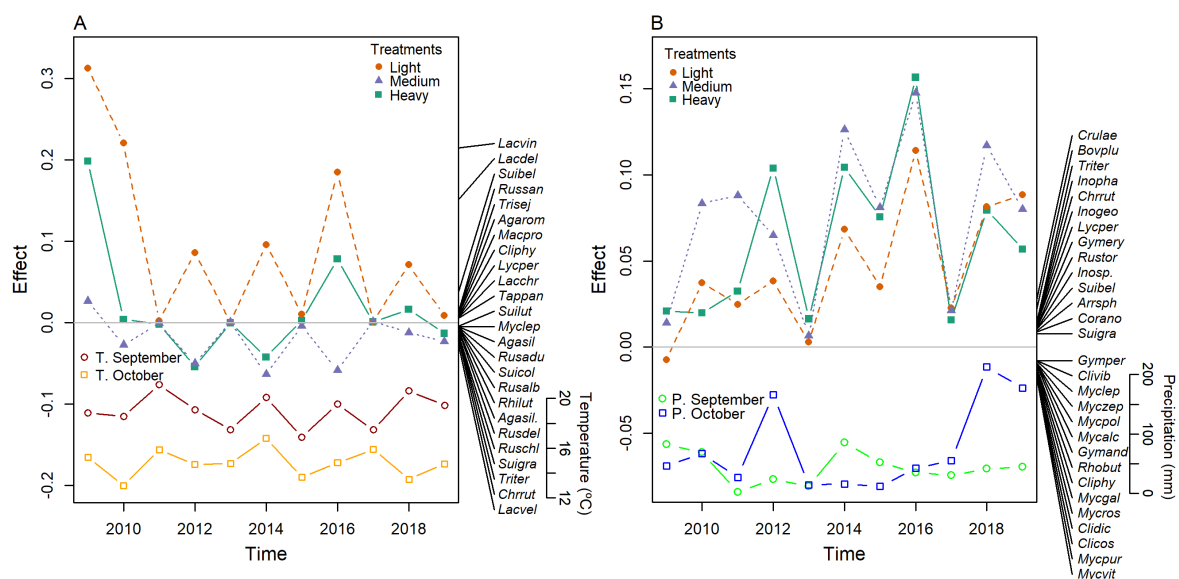 A
Treatments
Light
Medium
Heavy
Effect
0.3
0.2
0.1
0.0
-0.1
-0.2
T. September
T. October
2010
2012
2014
2016
2018
Time
Lacvin
Lacdel
Suibel
Russan
Trisej
Agarom
Macpro
Cliphy
Lycper
Lacchr
Tappan
Suilut
Myclep
Agasil
Rusadu
Suicol
Rusalb
Rhilut
Agasil.
Rusdel
Ruschl
Suigra
Triter
Chrrut
Lacvel
20
16
12
Temperature (°C)
B
Treatments
Light
Medium
Heavy
Effect
0.15
0.10
0.05
0.00
-0.05
P. September
P. October
2010
2012
2014
2016
2018
Time
Crulae
Bovplu
Triter
Inopha
Chrrut
Inogeo
Lycper
Gymery
Rustor
Inosp.
Suibel
Arrsph
Corano
Suigra
Gymper
Clivib
Myclep
Myczep
Mycpol
Mycalc
Gymand
Rhobut
Cliphy
Mycgal
Mycros
Clidic
Clicos
Mycpur
Mycvit
200
100
0
Precipitation (mm)